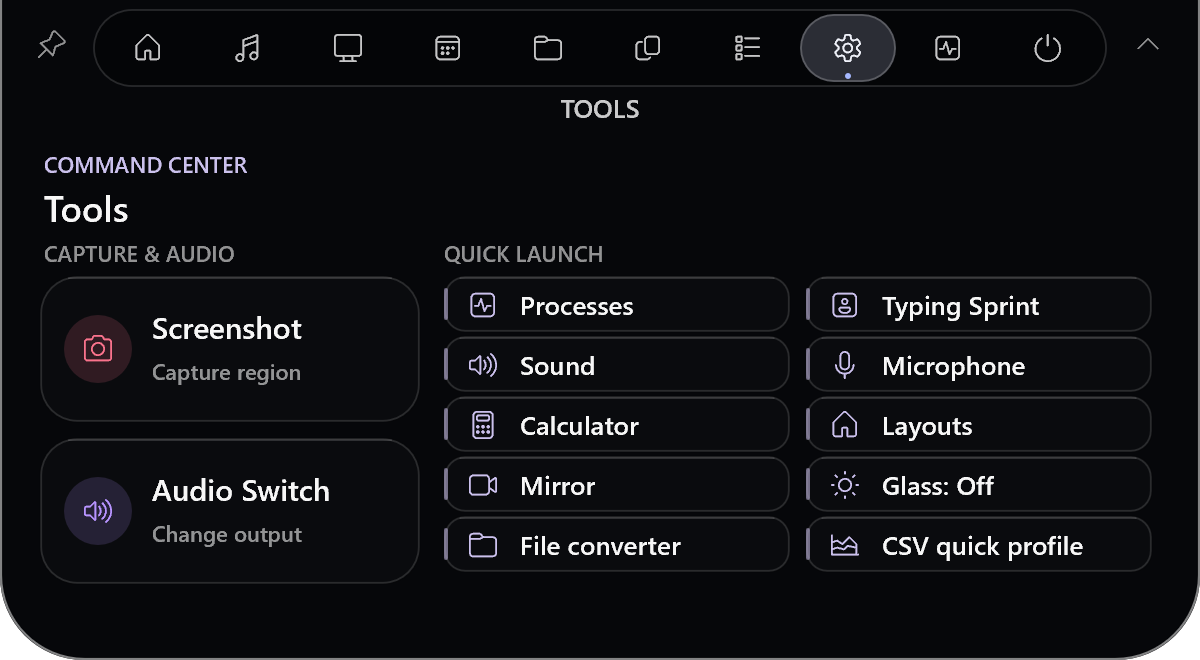 TOOLS
COMMAND CENTER
Tools
CAPTURE & AUDIO
Screenshot
Capture region
Audio Switch
Change output
QUICK LAUNCH
Processes
Typing Sprint
Sound
Microphone
Calculator
Layouts
Mirror
Glass: Off
File converter
CSV quick profile